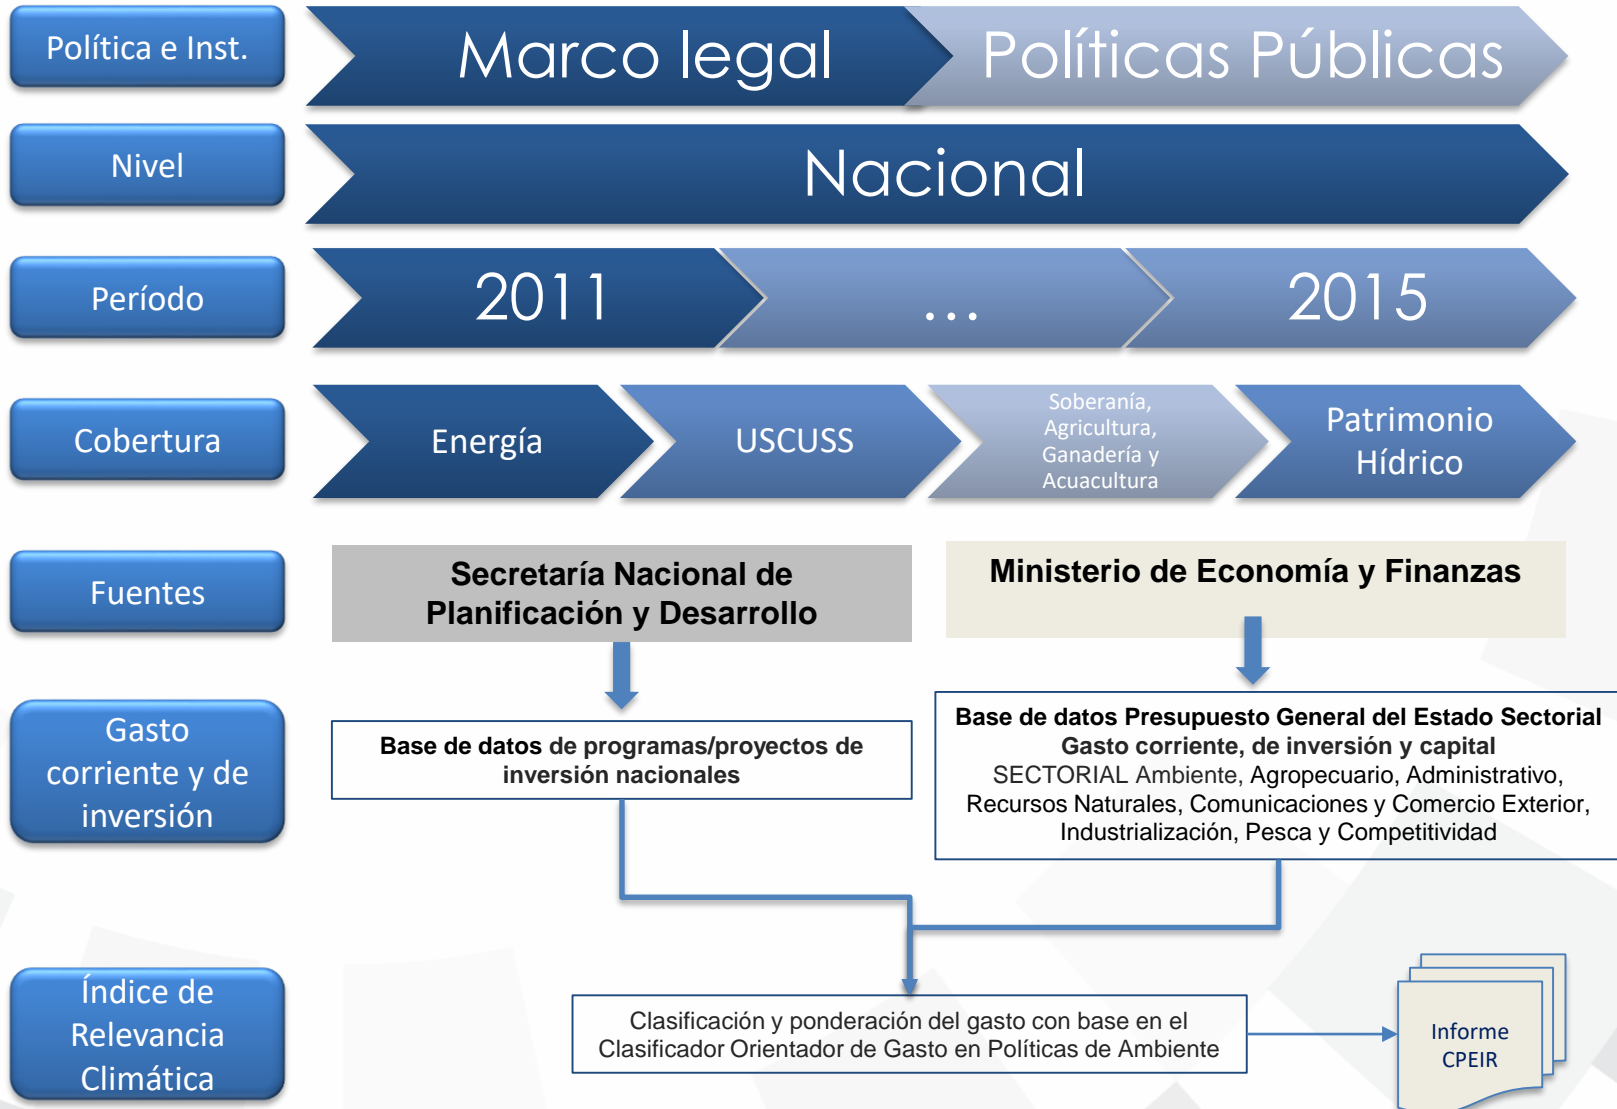 Política e Inst.
Marco legal
Políticas Públicas
Nivel
Nacional
Período
2011
...
2015
Cobertura
Energía
USCUSS
Soberanía,
Agricultura,
Ganadería y
Acuacultura
Patrimonio
Hídrico
Fuentes
Secretaría Nacional de
Planificación y Desarrollo
Ministerio de Economía y Finanzas
Gasto
corriente y de
inversión
Base de datos de programas/proyectos de
inversión nacionales
Base de datos Presupuesto General del Estado Sectorial
Gasto corriente, de inversión y capital
SECTORIAL Ambiente, Agropecuario, Administrativo,
Recursos Naturales, Comunicaciones y Comercio Exterior,
Industrialización, Pesca y Competitividad
Índice de
Relevancia
Climática
Clasificación y ponderación del gasto con base en el
Clasificador Orientador de Gasto en Políticas de Ambiente
Informe
CPEIR